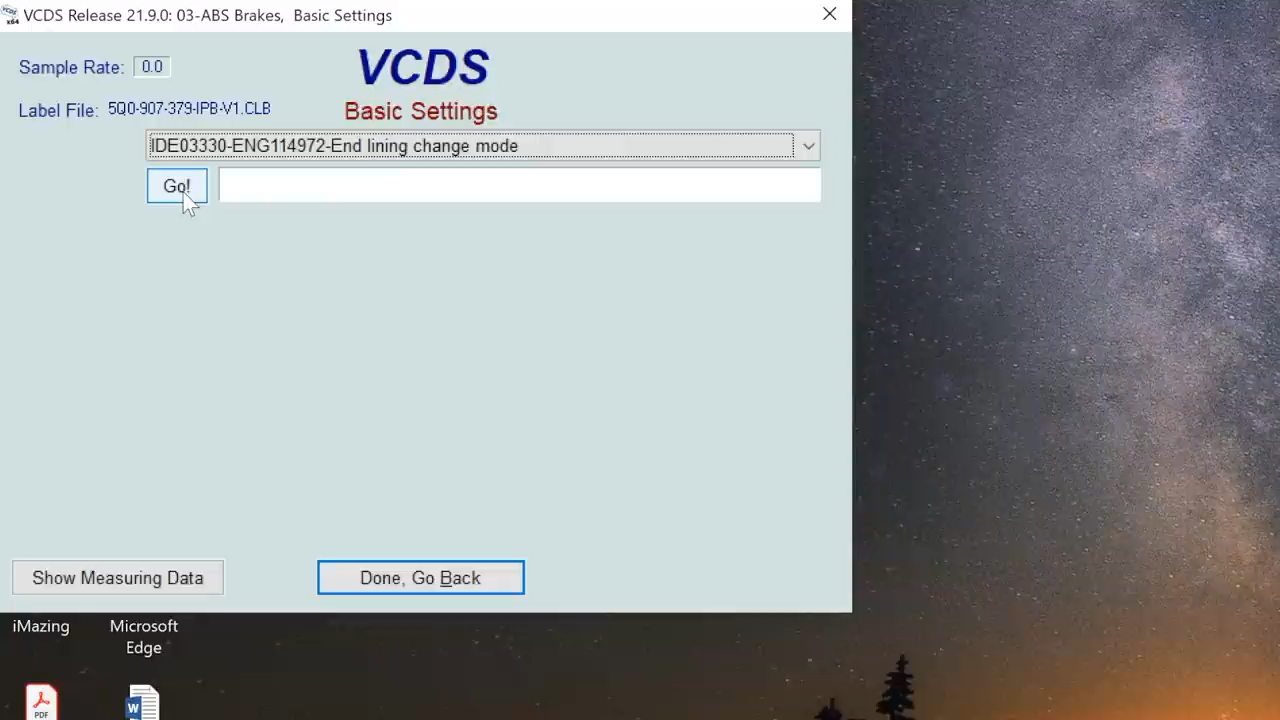 VCDS Release 21.9.0: 03-ABS Brakes, Basic Settings
Sample Rate: 0.0
VCDS
Label File: 5Q0-907-379-IPB-V1.CLB
Basic Settings
IDE03330-ENG114972-End lining change mode
Go!
Show Measuring Data
Done, Go Back
iMazing
Microsoft
Edge
PDF
W